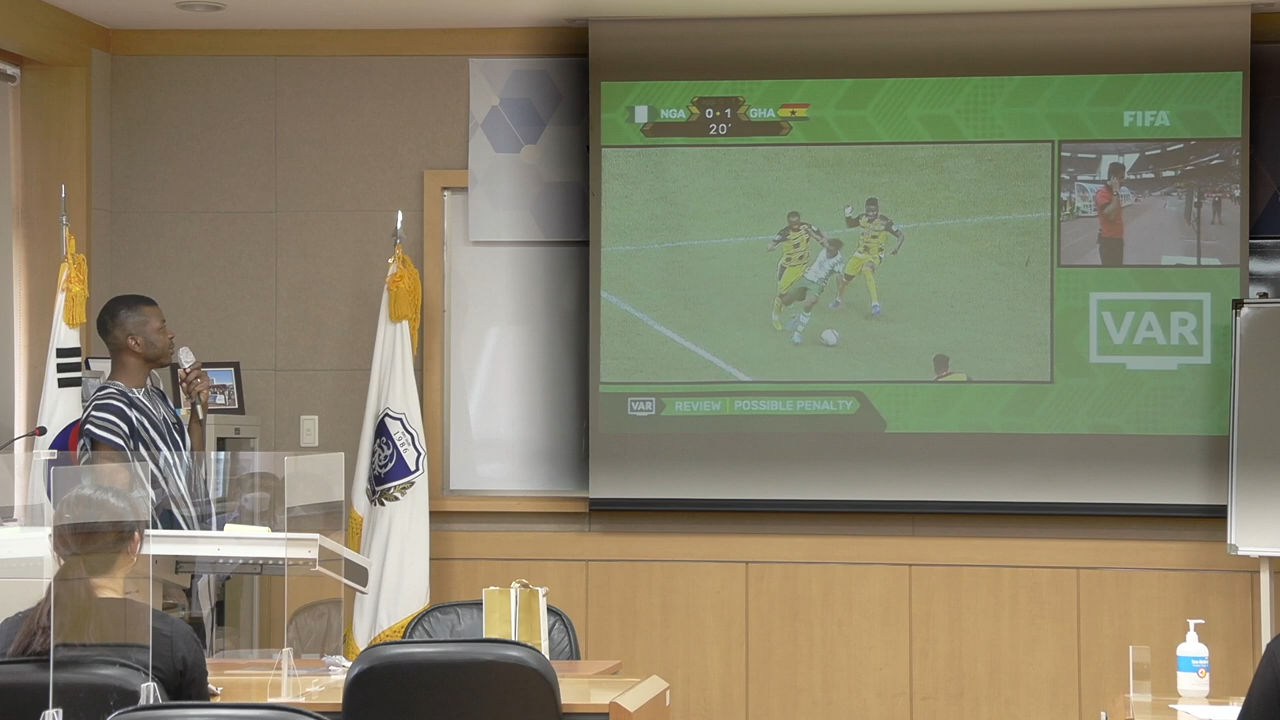 NGA 0 - 1 GHA
20'
FIFA
VAR
VAR REVIEW POSSIBLE PENALTY
1986